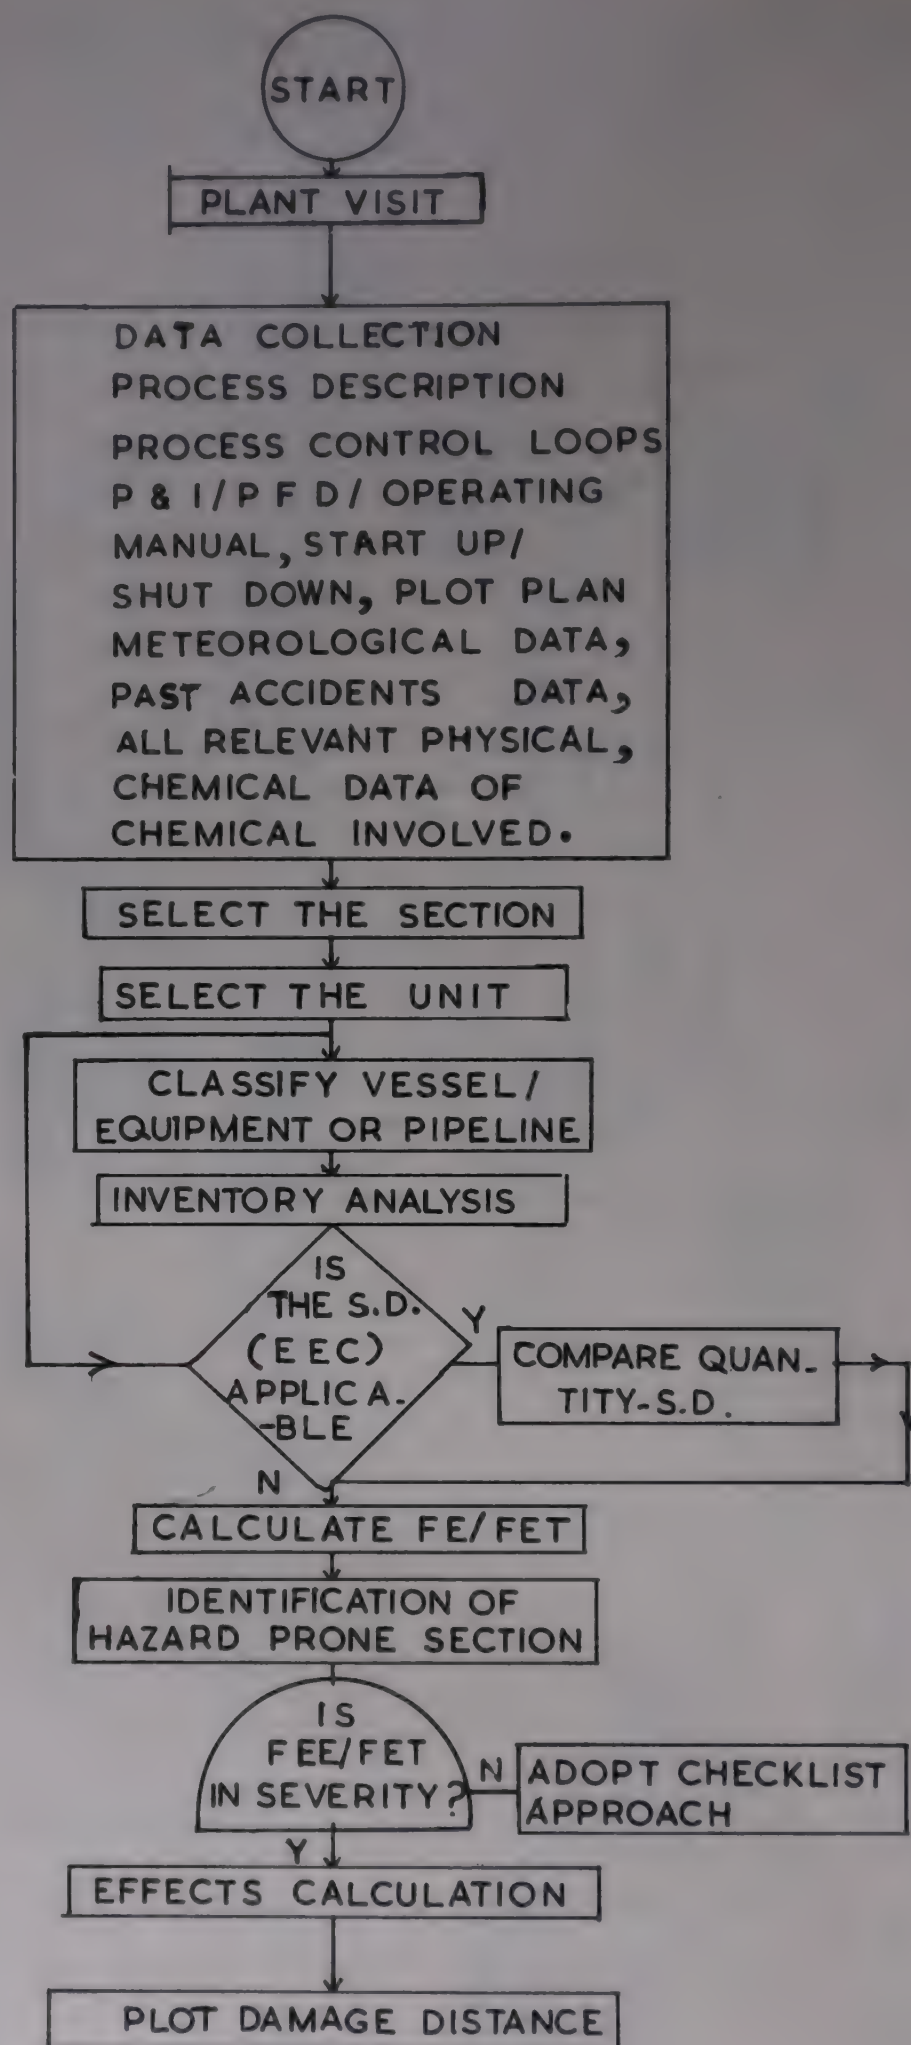 START
PLANT VISIT
DATA COLLECTION
PROCESS DESCRIPTION
PROCESS CONTROL LOOPS
P & I/P F D/ OPERATING
MANUAL, START UP/
SHUT DOWN, PLOT PLAN
METEOROLOGICAL DATA,
PAST ACCIDENTS DATA,
ALL RELEVANT PHYSICAL,
CHEMICAL DATA OF
CHEMICAL INVOLVED.
SELECT THE SECTION
SELECT THE UNIT
CLASSIFY VESSEL/
EQUIPMENT OR PIPELINE
INVENTORY ANALYSIS
IS
THE S.D.
(EEC)
APPLICA-
-BLE
Y
COMPARE QUAN-
TITY-S.D.
N
CALCULATE FE/FET
IDENTIFICATION OF
HAZARD PRONE SECTION
IS
FEE/FET
IN SEVERITY?
N
ADOPT CHECKLIST
APPROACH
Y
EFFECTS CALCULATION
PLOT DAMAGE DISTANCE